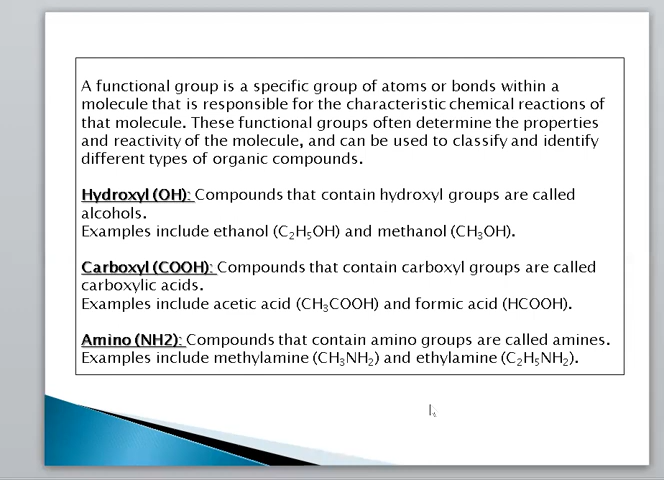 A functional group is a specific group of atoms or bonds within a
molecule that is responsible for the characteristic chemical reactions of
that molecule. These functional groups often determine the properties
and reactivity of the molecule, and can be used to classify and identify
different types of organic compounds.
Hydroxyl (OH): Compounds that contain hydroxyl groups are called
alcohols.
Examples include ethanol (C₂H₅OH) and methanol (CH₃OH).
Carboxyl (COOH): Compounds that contain carboxyl groups are called
carboxylic acids.
Examples include acetic acid (CH₃COOH) and formic acid (HCOOH).
Amino (NH2): Compounds that contain amino groups are called amines.
Examples include methylamine (CH₃NH₂) and ethylamine (C₂H₅NH₂).